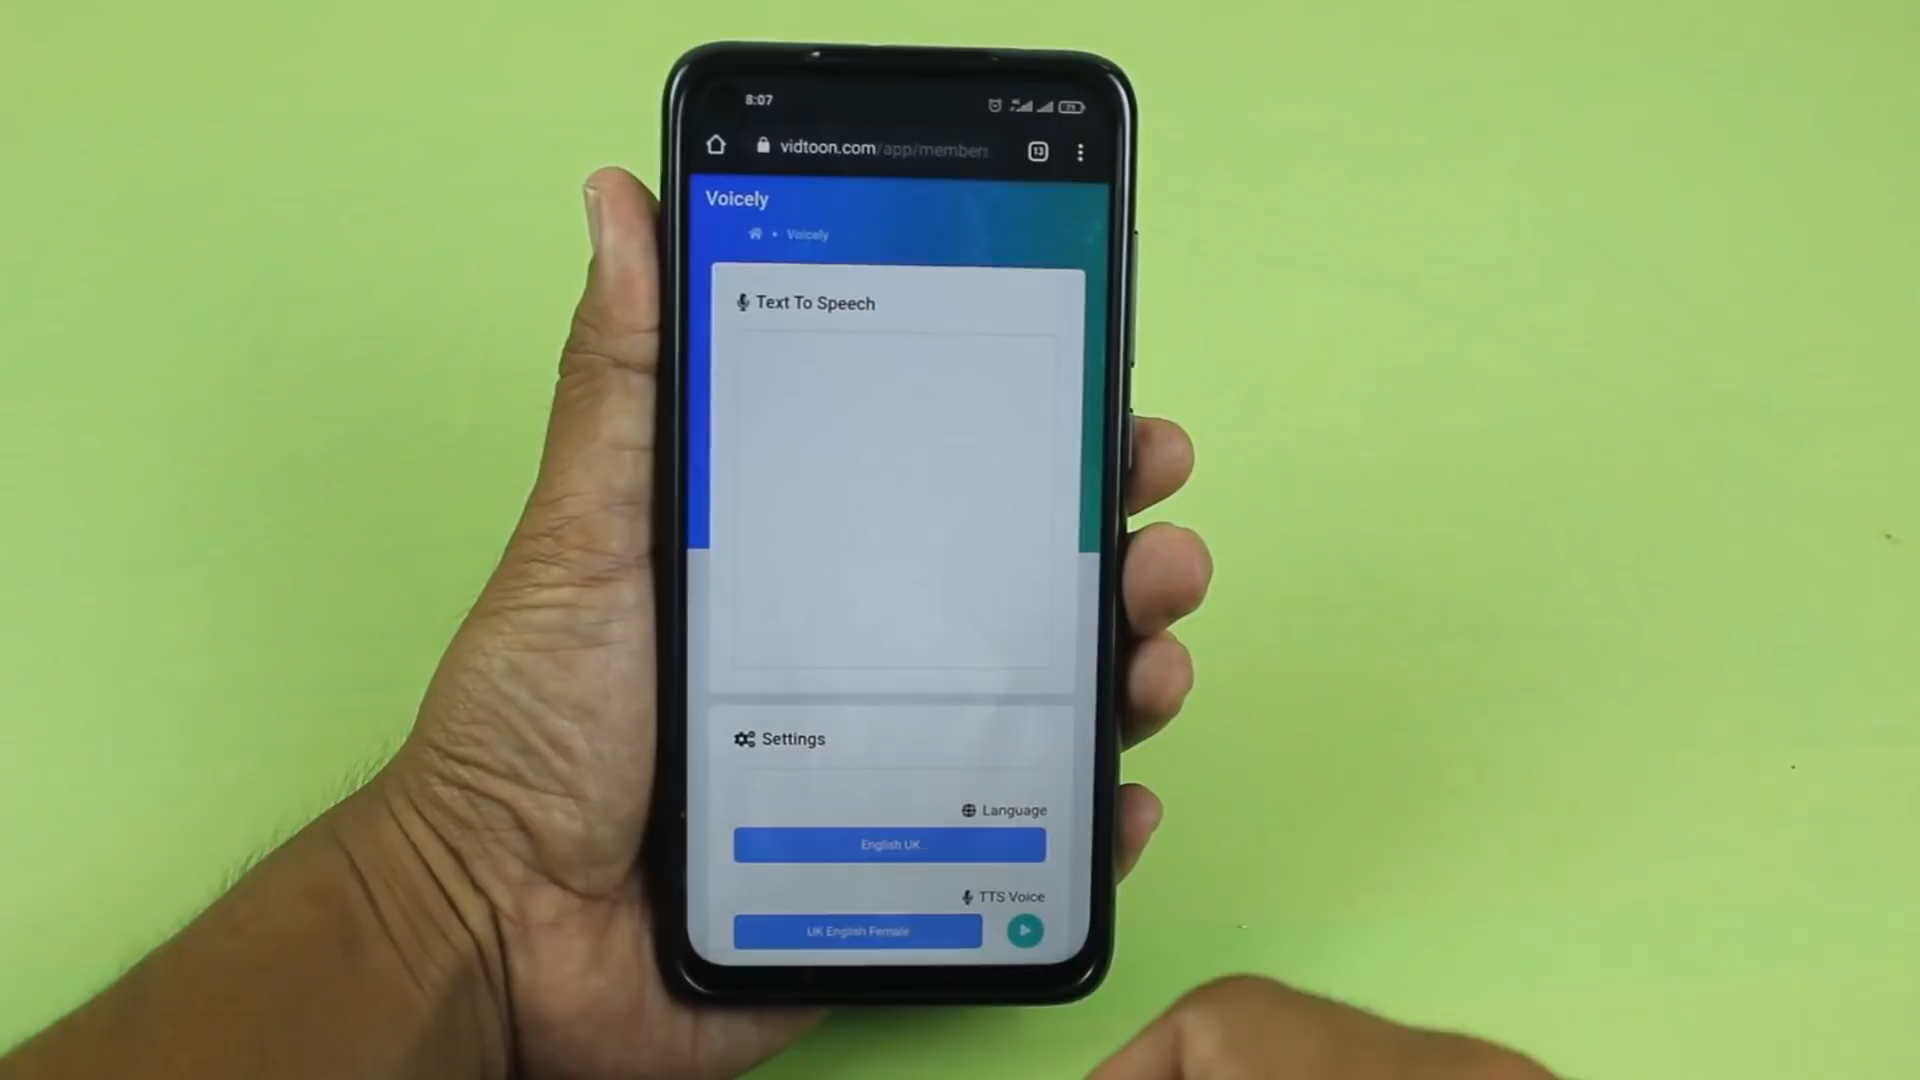 8:07
vidtoon.com/app/members
13
Voicely
Voicely
Text To Speech
Settings
Language
English UK...
TTS Voice
UK English Female